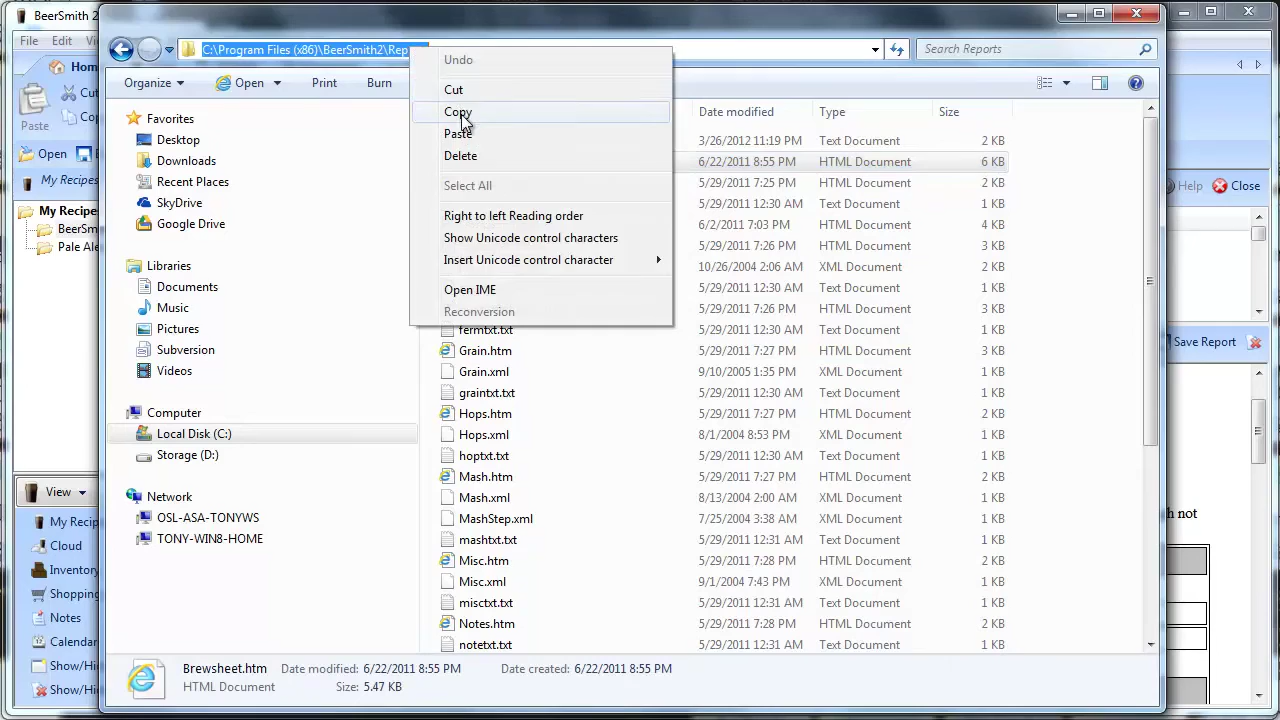 BeerSmith 2
File Edit Vi
Hom
Cut
Cop
Paste
Open
My Recipes
My Recipe
BeerSm
Pale Ale
View
My Recip
Cloud
Inventory
Shopping
Notes
Calendar
Show/Hi
Show/Hi
C:\Program Files (x86)\BeerSmith2\Rep
Search Reports
Organize Open Print Burn
Favorites
Desktop
Downloads
Recent Places
SkyDrive
Google Drive
Libraries
Documents
Music
Pictures
Subversion
Videos
Computer
Local Disk (C:)
Storage (D:)
Network
OSL-ASA-TONYWS
TONY-WIN8-HOME
Undo
Cut
Copy
Paste
Delete
Select All
Right to left Reading order
Show Unicode control characters
Insert Unicode control character
Open IME
Reconversion
Date modified Type Size
3/26/2012 11:19 PM Text Document 2 KB
6/22/2011 8:55 PM HTML Document 6 KB
5/29/2011 7:25 PM HTML Document 2 KB
5/29/2011 12:30 AM Text Document 1 KB
6/2/2011 7:03 PM HTML Document 4 KB
5/29/2011 7:26 PM HTML Document 3 KB
10/26/2004 2:06 AM XML Document 2 KB
5/29/2011 12:30 AM Text Document 1 KB
5/29/2011 7:26 PM HTML Document 3 KB
fermtxt.txt 5/29/2011 12:30 AM Text Document 1 KB
Grain.htm 5/29/2011 7:27 PM HTML Document 3 KB
Grain.xml 9/10/2005 1:35 PM XML Document 1 KB
graintxt.txt 5/29/2011 12:30 AM Text Document 1 KB
Hops.htm 5/29/2011 7:27 PM HTML Document 2 KB
Hops.xml 8/1/2004 8:53 PM XML Document 1 KB
hoptxt.txt 5/29/2011 12:30 AM Text Document 1 KB
Mash.htm 5/29/2011 7:27 PM HTML Document 2 KB
Mash.xml 8/13/2004 2:00 AM XML Document 1 KB
MashStep.xml 7/25/2004 3:38 AM XML Document 1 KB
mashtxt.txt 5/29/2011 12:30 AM Text Document 1 KB
Misc.htm 5/29/2011 7:28 PM HTML Document 2 KB
Misc.xml 9/1/2004 7:43 PM XML Document 1 KB
misctxt.txt 5/29/2011 12:31 AM Text Document 1 KB
Notes.htm 5/29/2011 7:28 PM HTML Document 2 KB
notetxt.txt 5/29/2011 12:31 AM Text Document 1 KB
Brewsheet.htm Date modified: 6/22/2011 8:55 PM Date created: 6/22/2011 8:55 PM
HTML Document Size: 5.47 KB
Help Close
Save Report
h not